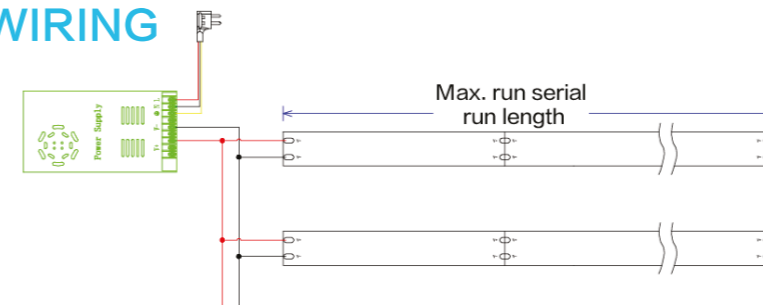 WIRING
Max. run serial
run length
Power Supply
L
N
V-
V+
V+
V+
V+
V-
V-
V-
V+
V+
V+
V-
V-
V-